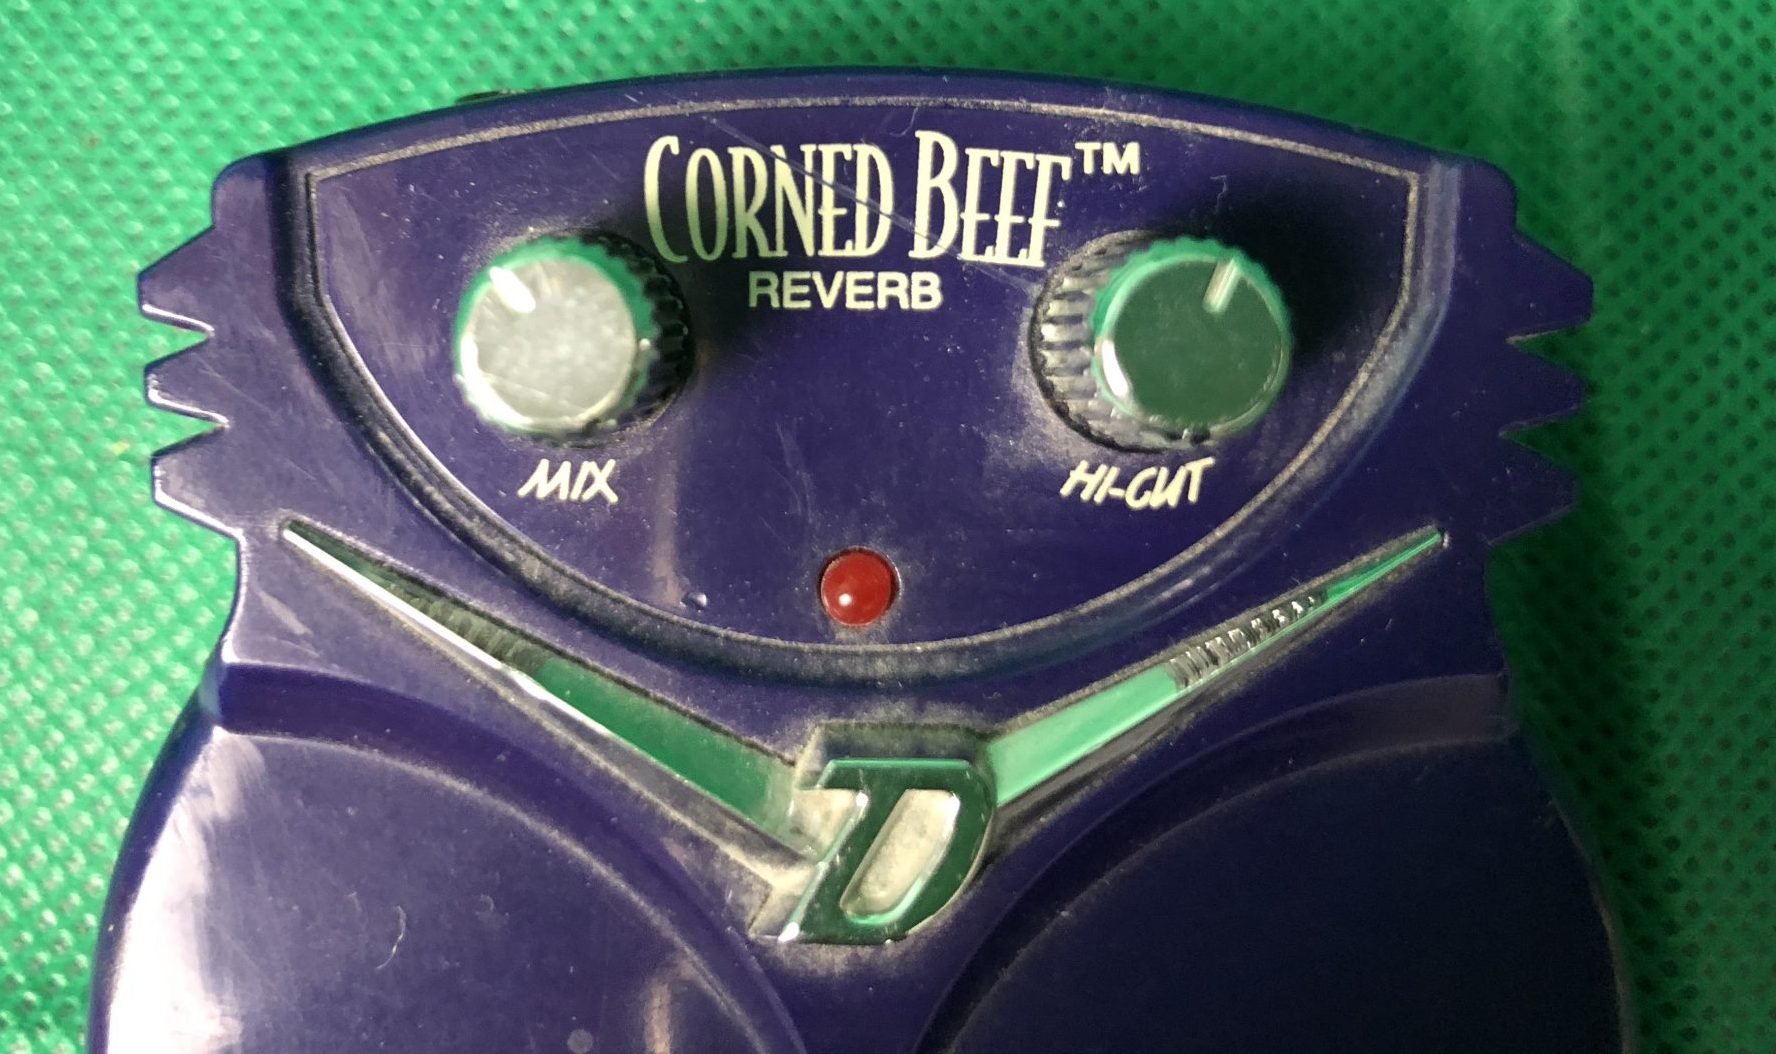 CORNED BEEF™
REVERB
MIX
HI-CUT
D